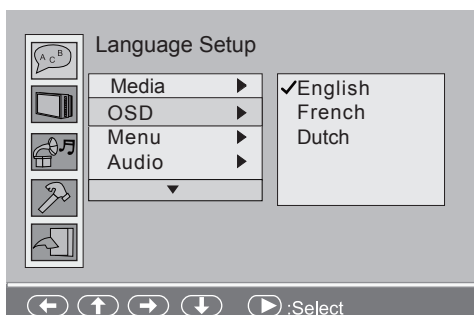 A C B
Language Setup
Media
OSD
Menu
Audio
✓English
French
Dutch
:Select